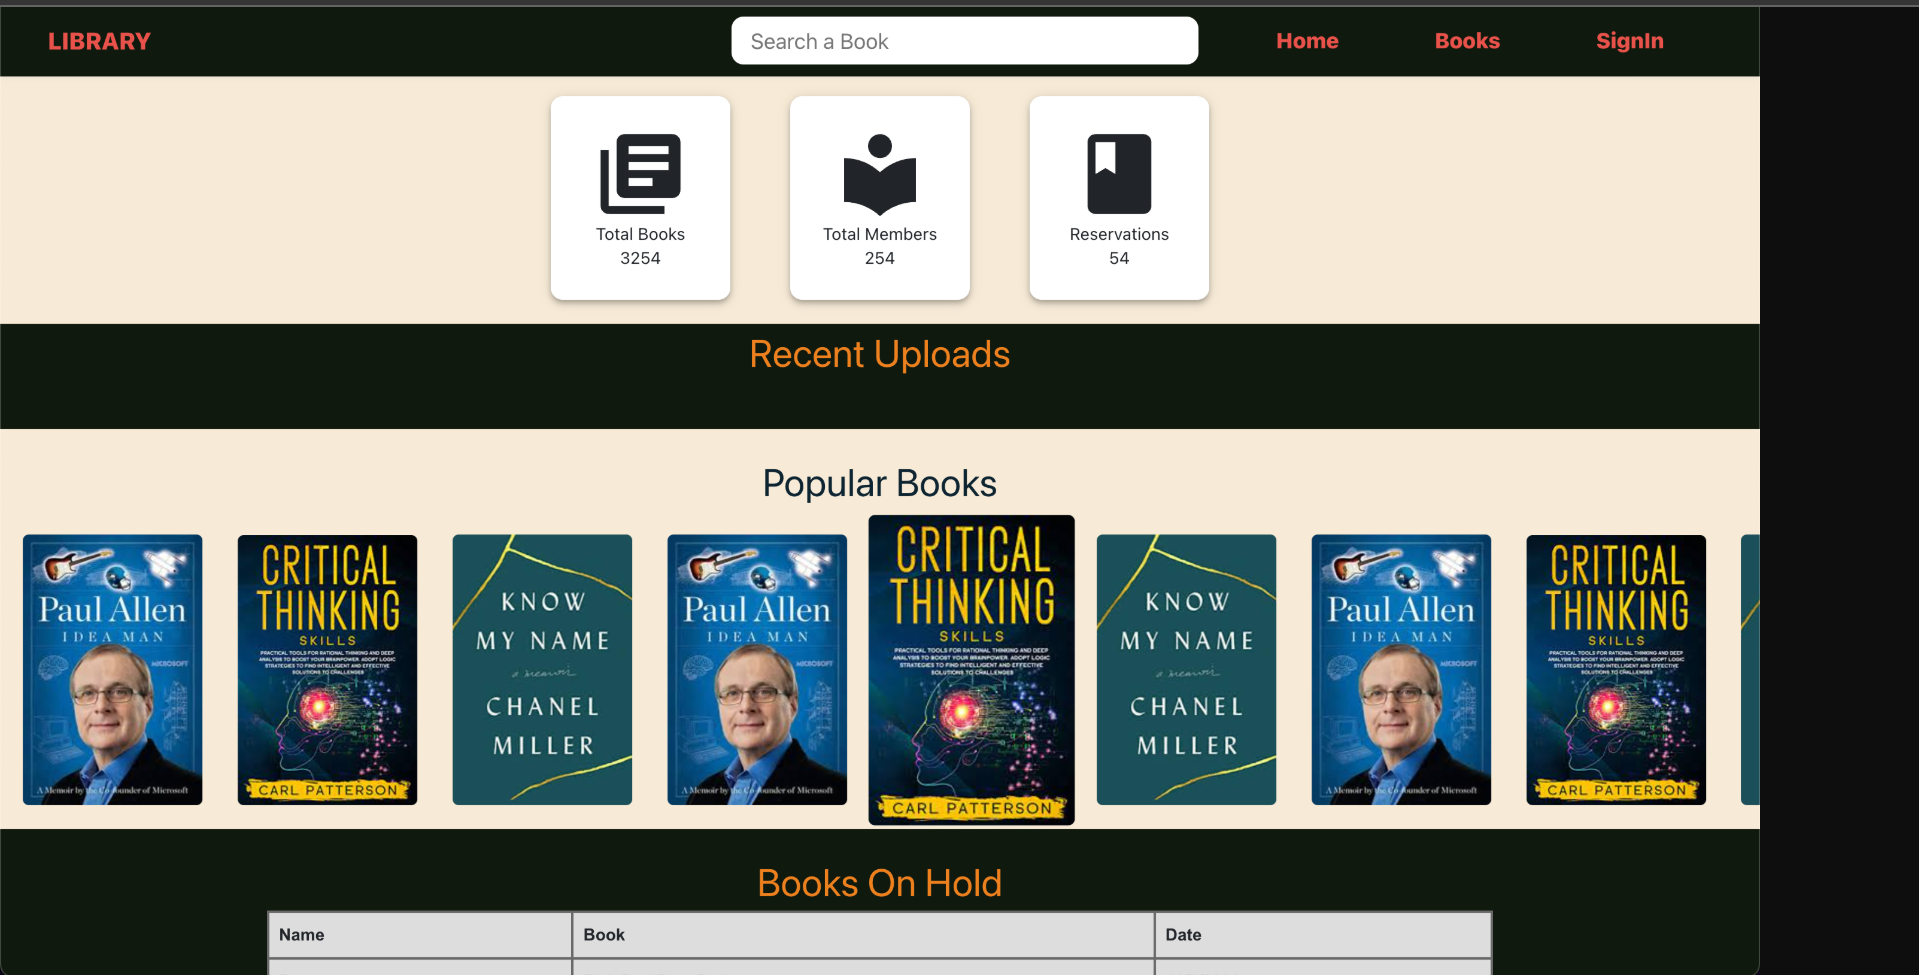 LIBRARY
Search a Book
Home
Books
SignIn
Total Books
3254
Total Members
254
Reservations
54
Recent Uploads
Popular Books
Paul Allen
IDEA MAN
MICROSOFT
A Memoir by the Co-founder of Microsoft
CRITICAL
THINKING
SKILLS
PRACTICAL TOOLS FOR RATIONAL THINKING AND DEEP
ANALYSIS TO BOOST YOUR BRAINPOWER. ADOPT LOGIC
STRATEGIES TO FIND INTELLIGENT AND EFFECTIVE
SOLUTIONS TO CHALLENGES
CARL PATTERSON
KNOW
MY NAME
a memoir
CHANEL
MILLER
Paul Allen
IDEA MAN
MICROSOFT
A Memoir by the Co-founder of Microsoft
CRITICAL
THINKING
SKILLS
PRACTICAL TOOLS FOR RATIONAL THINKING AND DEEP
ANALYSIS TO BOOST YOUR BRAINPOWER. ADOPT LOGIC
STRATEGIES TO FIND INTELLIGENT AND EFFECTIVE
SOLUTIONS TO CHALLENGES
CARL PATTERSON
KNOW
MY NAME
a memoir
CHANEL
MILLER
Paul Allen
IDEA MAN
MICROSOFT
A Memoir by the Co-founder of Microsoft
CRITICAL
THINKING
SKILLS
PRACTICAL TOOLS FOR RATIONAL THINKING AND DEEP
ANALYSIS TO BOOST YOUR BRAINPOWER. ADOPT LOGIC
STRATEGIES TO FIND INTELLIGENT AND EFFECTIVE
SOLUTIONS TO CHALLENGES
CARL PATTERSON
Books On Hold
Name
Book
Date